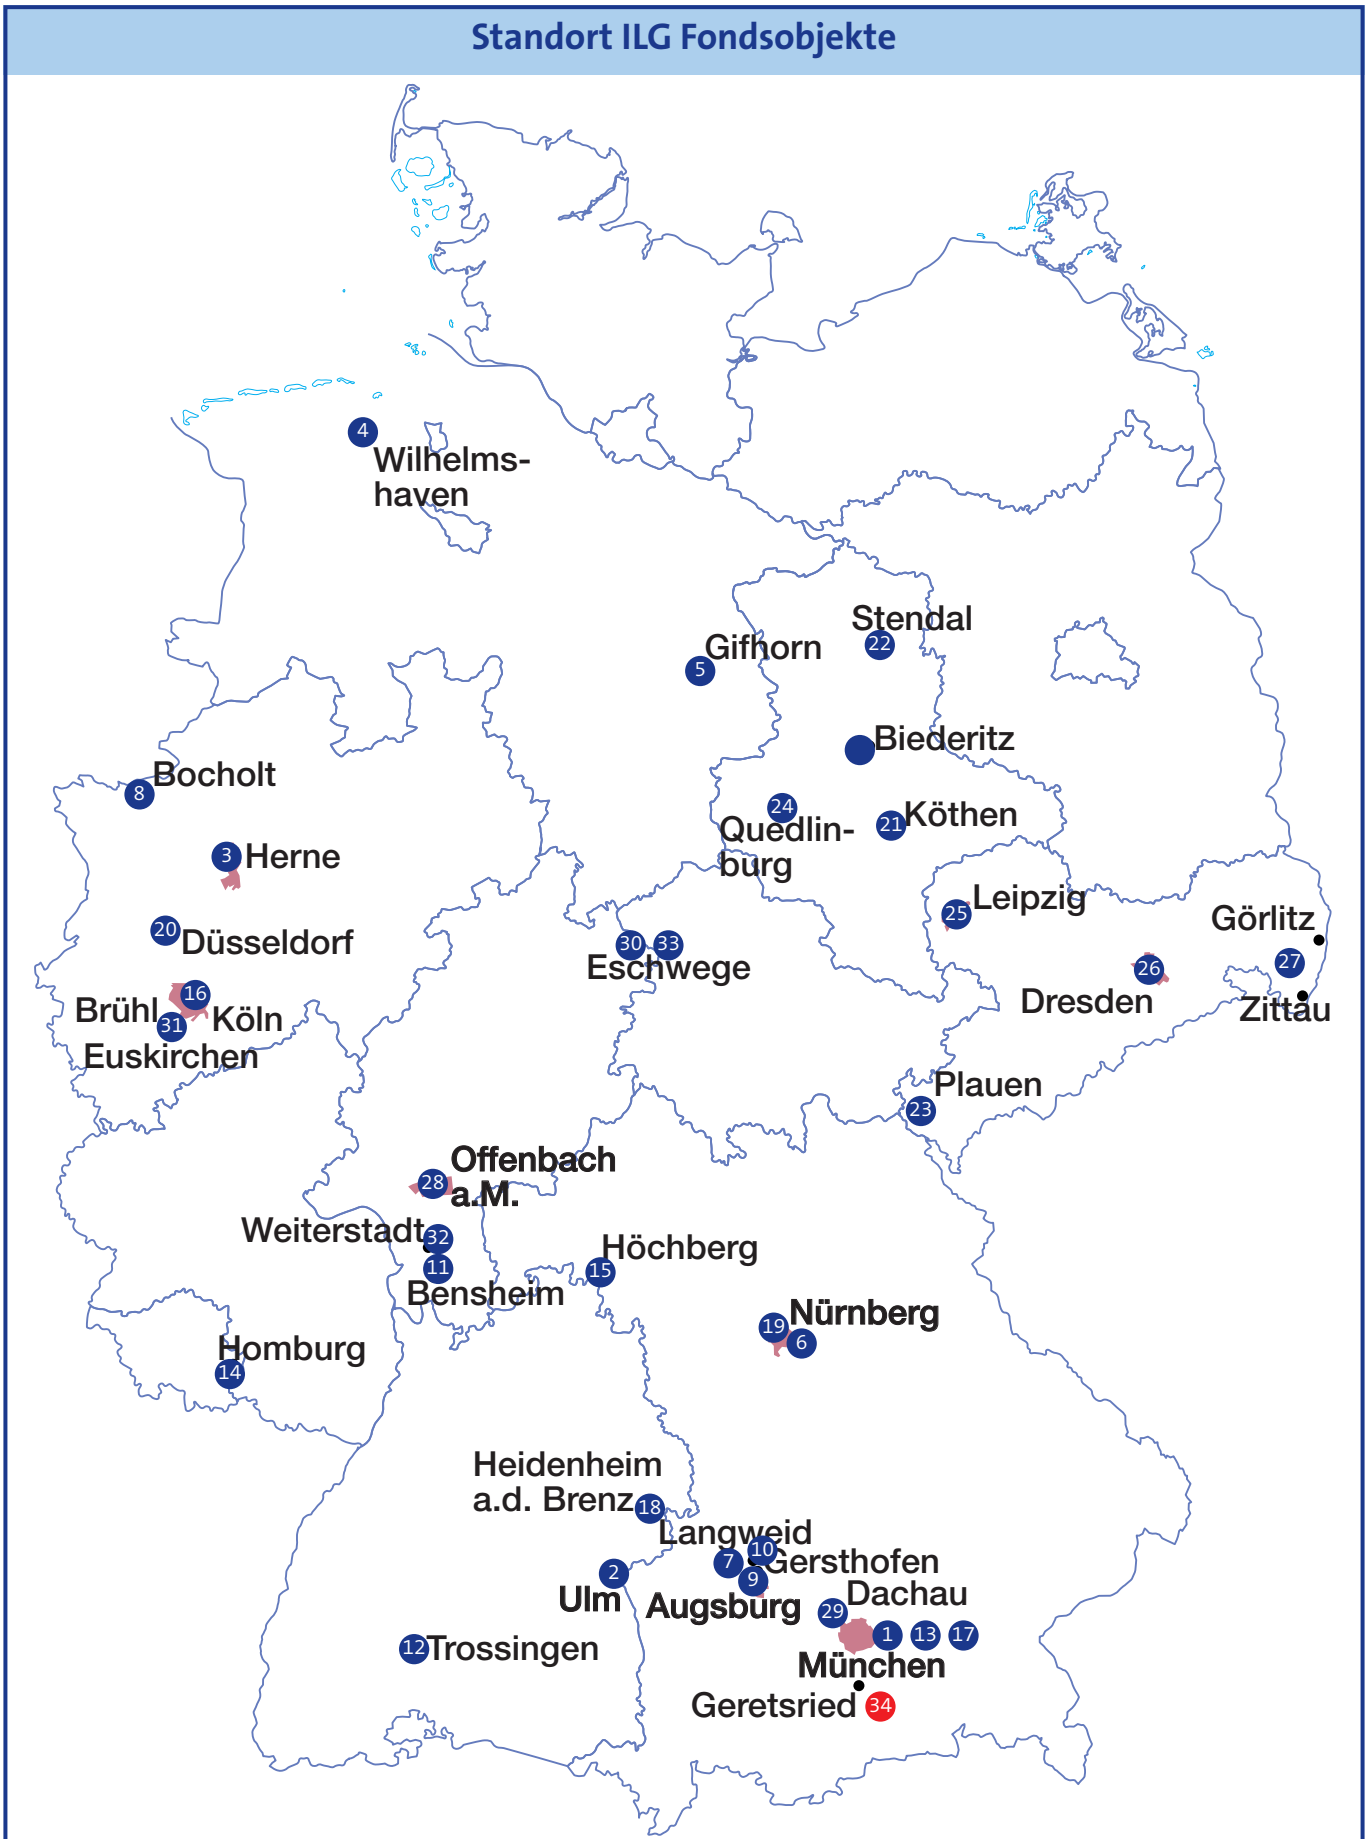 Standort ILG Fondsobjekte
4
Wilhelms-
haven
Stendal
22
Gifhorn
5
Biederitz
Bocholt
8
24
Quedlin-
burg
21
Köthen
3
Herne
Leipzig
25
Görlitz
20
Düsseldorf
30
33
Eschwege
26
Dresden
27
Zittau
16
Brühl
Köln
31
Euskirchen
Plauen
23
Offenbach
a.M.
28
Weiterstadt
32
11
Bensheim
Höchberg
15
Nürnberg
19
6
Homburg
14
Heidenheim
a.d. Brenz
18
Langweid
10
7
Gersthofen
9
2
Ulm
Augsburg
Dachau
29
1
13
17
München
12
Trossingen
Geretsried
34